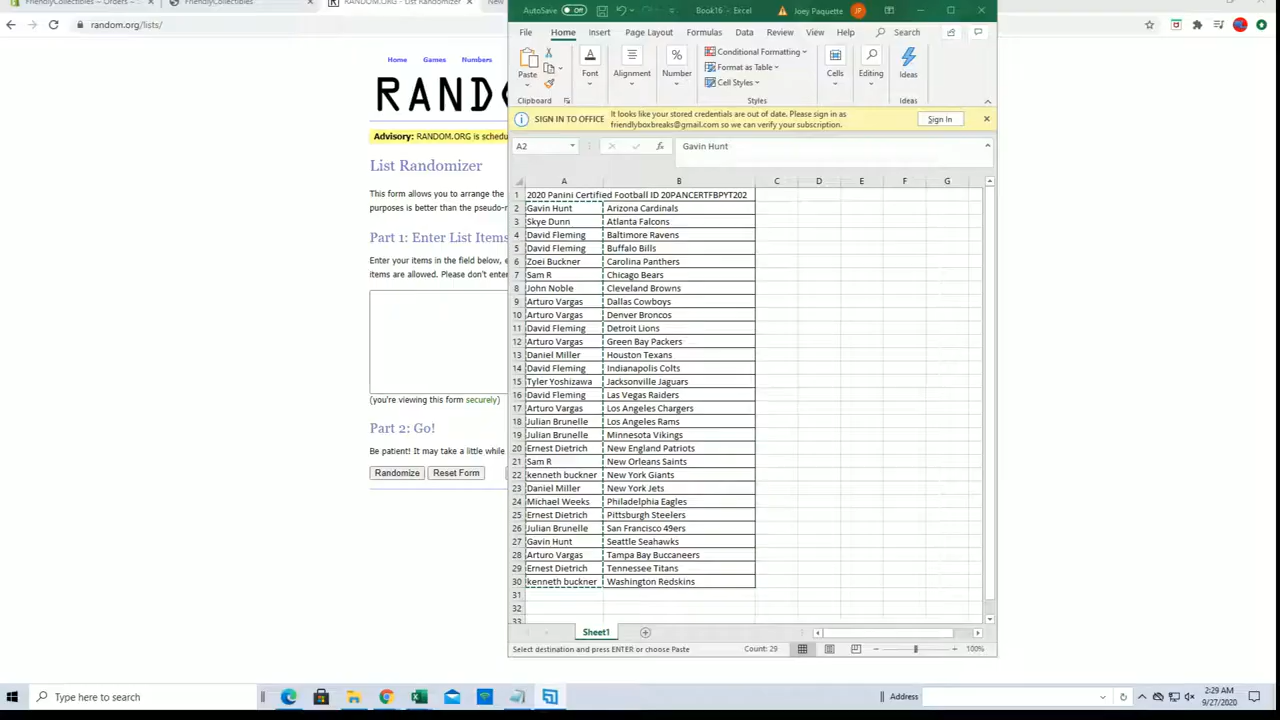 FriendlyCollectibles – Orders –
FriendlyCollectibles
RANDOM.ORG - List Randomizer
New
random.org/lists/
Home Games Numbers
RAND
Advisory: RANDOM.ORG is schedu
List Randomizer
This form allows you to arrange the
purposes is better than the pseudo-r
Part 1: Enter List Items
Enter your items in the field below, e
items are allowed. Please don't enter
(you're viewing this form securely)
Part 2: Go!
Be patient! It may take a little while
Randomize Reset Form
AutoSave Off Book16 - Excel Joey Paquette JP
File Home Insert Page Layout Formulas Data Review View Help Search
Paste Font Alignment Number Conditional Formatting Format as Table Cell Styles Cells Editing Ideas
Clipboard Styles Ideas
SIGN IN TO OFFICE It looks like your stored credentials are out of date. Please sign in as
friendlyboxbreaks@gmail.com so we can verify your subscription. Sign In
A2 fx Gavin Hunt
A B C D E F G
1 2020 Panini Certified Football ID 20PANCERTFBPYT202
2 Gavin Hunt Arizona Cardinals
3 Skye Dunn Atlanta Falcons
4 David Fleming Baltimore Ravens
5 David Fleming Buffalo Bills
6 Zoei Buckner Carolina Panthers
7 Sam R Chicago Bears
8 John Noble Cleveland Browns
9 Arturo Vargas Dallas Cowboys
10 Arturo Vargas Denver Broncos
11 David Fleming Detroit Lions
12 Arturo Vargas Green Bay Packers
13 Daniel Miller Houston Texans
14 David Fleming Indianapolis Colts
15 Tyler Yoshizawa Jacksonville Jaguars
16 David Fleming Las Vegas Raiders
17 Arturo Vargas Los Angeles Chargers
18 Julian Brunelle Los Angeles Rams
19 Julian Brunelle Minnesota Vikings
20 Ernest Dietrich New England Patriots
21 Sam R New Orleans Saints
22 kenneth buckner New York Giants
23 Daniel Miller New York Jets
24 Michael Weeks Philadelphia Eagles
25 Ernest Dietrich Pittsburgh Steelers
26 Julian Brunelle San Francisco 49ers
27 Gavin Hunt Seattle Seahawks
28 Arturo Vargas Tampa Bay Buccaneers
29 Ernest Dietrich Tennessee Titans
30 kenneth buckner Washington Redskins
31
32
33
Sheet1
Select destination and press ENTER or choose Paste Count: 29 100%
Type here to search
Address
2:29 AM
9/27/2020